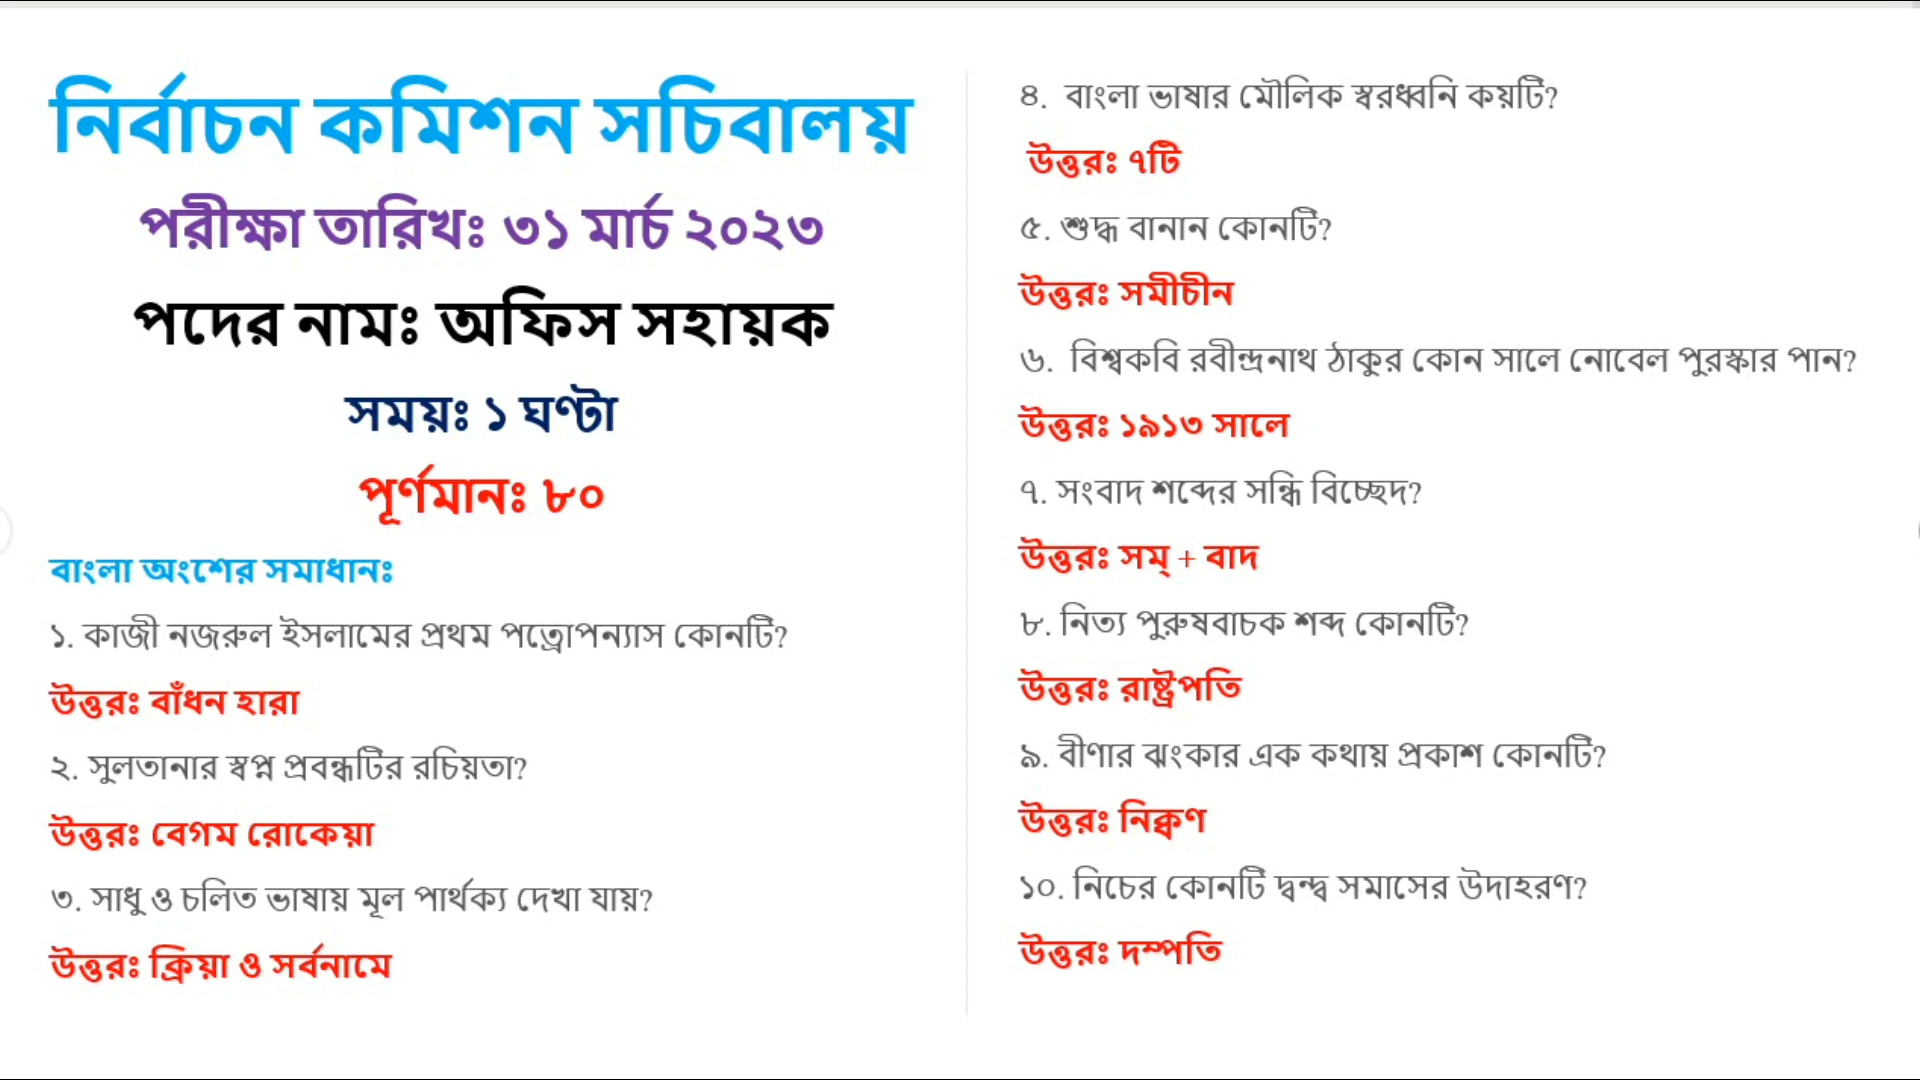 নির্বাচন কমিশন সচিবালয়
পরীক্ষা তারিখঃ ৩১ মার্চ ২০২৩
পদের নামঃ অফিস সহায়ক
সময়ঃ ১ ঘণ্টা
পূর্ণমানঃ ৮০
বাংলা অংশের সমাধানঃ
১. কাজী নজরুল ইসলামের প্রথম পত্রোপন্যাস কোনটি?
উত্তরঃ বাঁধন হারা
২. সুলতানার স্বপ্ন প্রবন্ধটির রচিয়তা?
উত্তরঃ বেগম রোকেয়া
৩. সাধু ও চলিত ভাষায় মূল পার্থক্য দেখা যায়?
উত্তরঃ ক্রিয়া ও সর্বনামে
৪. বাংলা ভাষার মৌলিক স্বরধ্বনি কয়টি?
উত্তরঃ ৭টি
৫. শুদ্ধ বানান কোনটি?
উত্তরঃ সমীচীন
৬. বিশ্বকবি রবীন্দ্রনাথ ঠাকুর কোন সালে নোবেল পুরস্কার পান?
উত্তরঃ ১৯১৩ সালে
৭. সংবাদ শব্দের সন্ধি বিচ্ছেদ?
উত্তরঃ সম্ + বাদ
৮. নিত্য পুরুষবাচক শব্দ কোনটি?
উত্তরঃ রাষ্ট্রপতি
৯. বীণার ঝংকার এক কথায় প্রকাশ কোনটি?
উত্তরঃ নিক্বণ
১০. নিচের কোনটি দ্বন্দ্ব সমাসের উদাহরণ?
উত্তরঃ দম্পতি